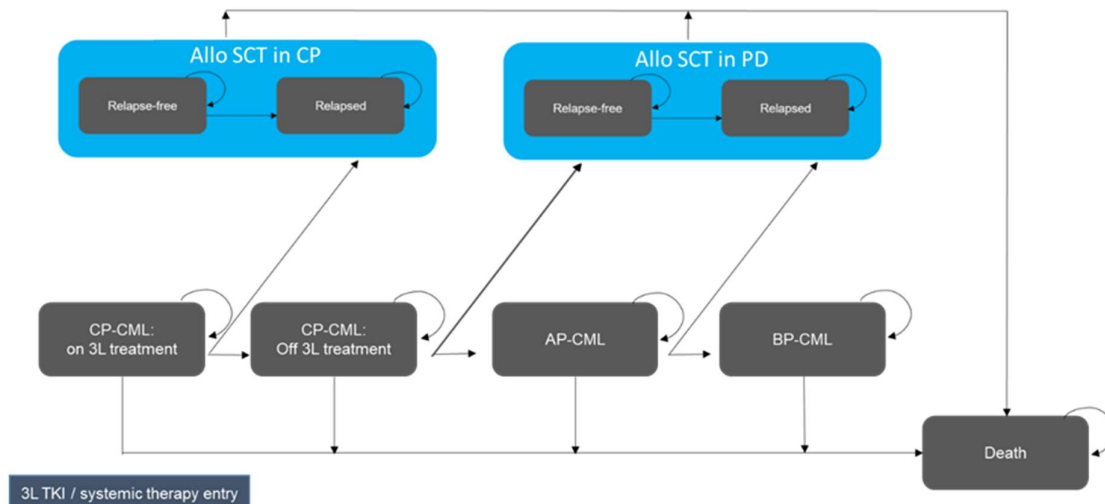 Allo SCT in CP
Relapse-free
Relapsed
Allo SCT in PD
Relapse-free
Relapsed
CP-CML:
on 3L treatment
CP-CML:
Off 3L treatment
AP-CML
BP-CML
Death
3L TKI / systemic therapy entry